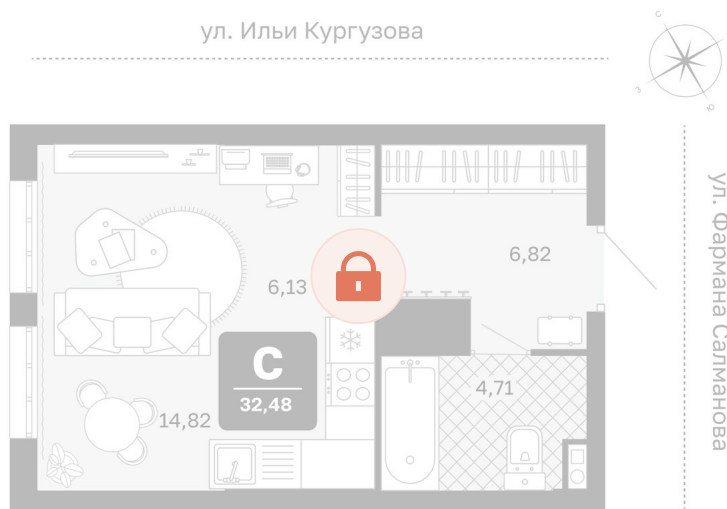 ул. Ильи Кургузова
с
з
ю
ул. Фармана Салманова
6,82
6,13
С
32,48
14,82
4,71